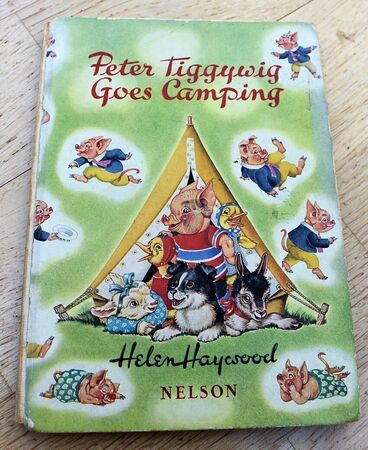 Peter Tiggywig
Goes Camping
Helen Haywood
NELSON